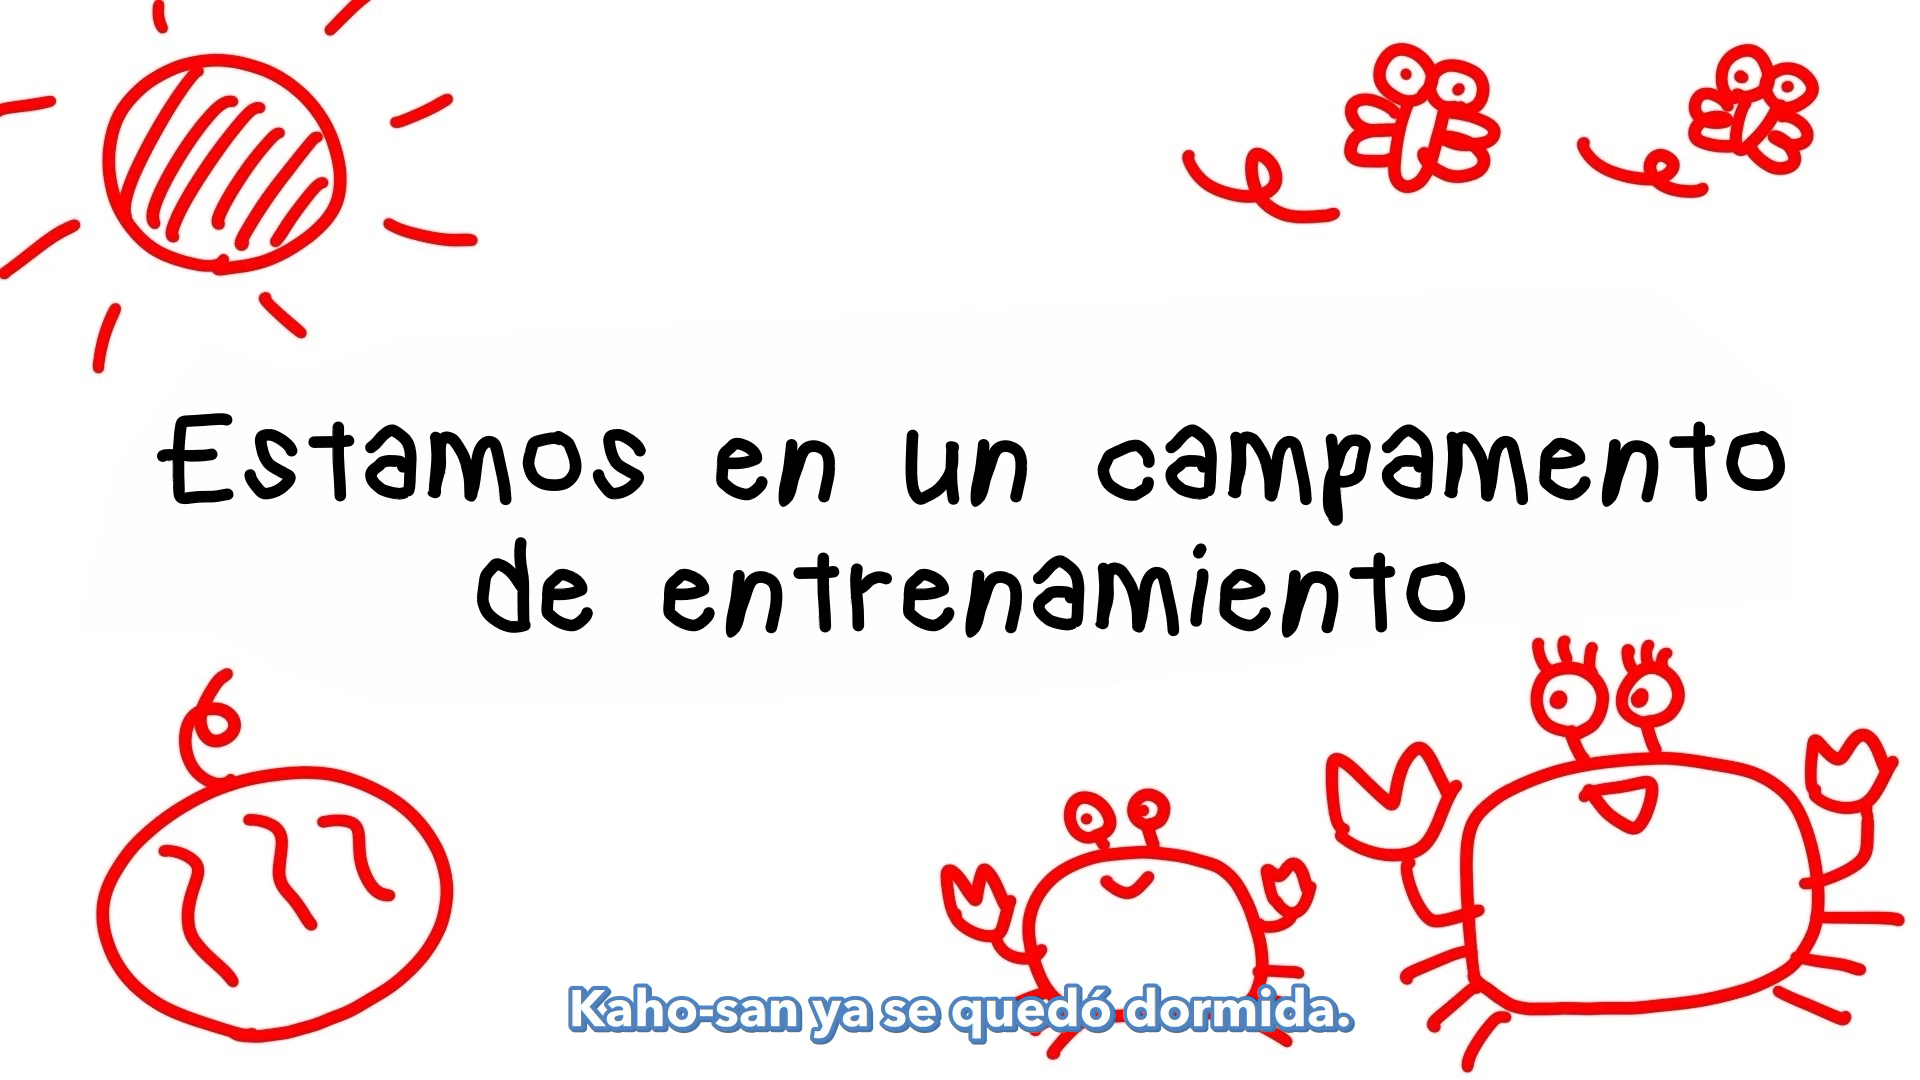 Estamos en un campamento
de entrenamiento
Kaho-san ya se quedó dormida.